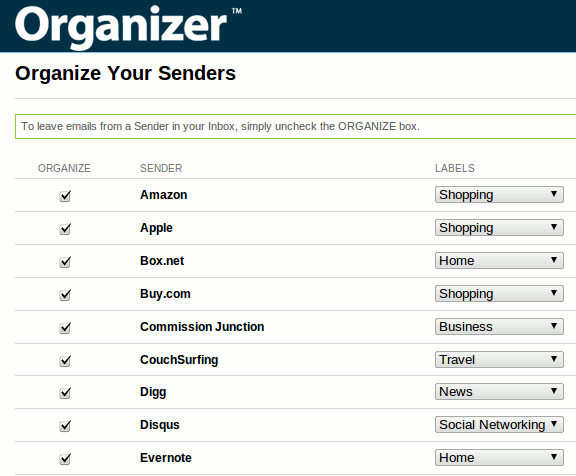 Organizer™
Organize Your Senders
To leave emails from a Sender in your Inbox, simply uncheck the ORGANIZE box.
ORGANIZE SENDER LABELS
Amazon Shopping
Apple Shopping
Box.net Home
Buy.com Shopping
Commission Junction Business
CouchSurfing Travel
Digg News
Disqus Social Networking
Evernote Home